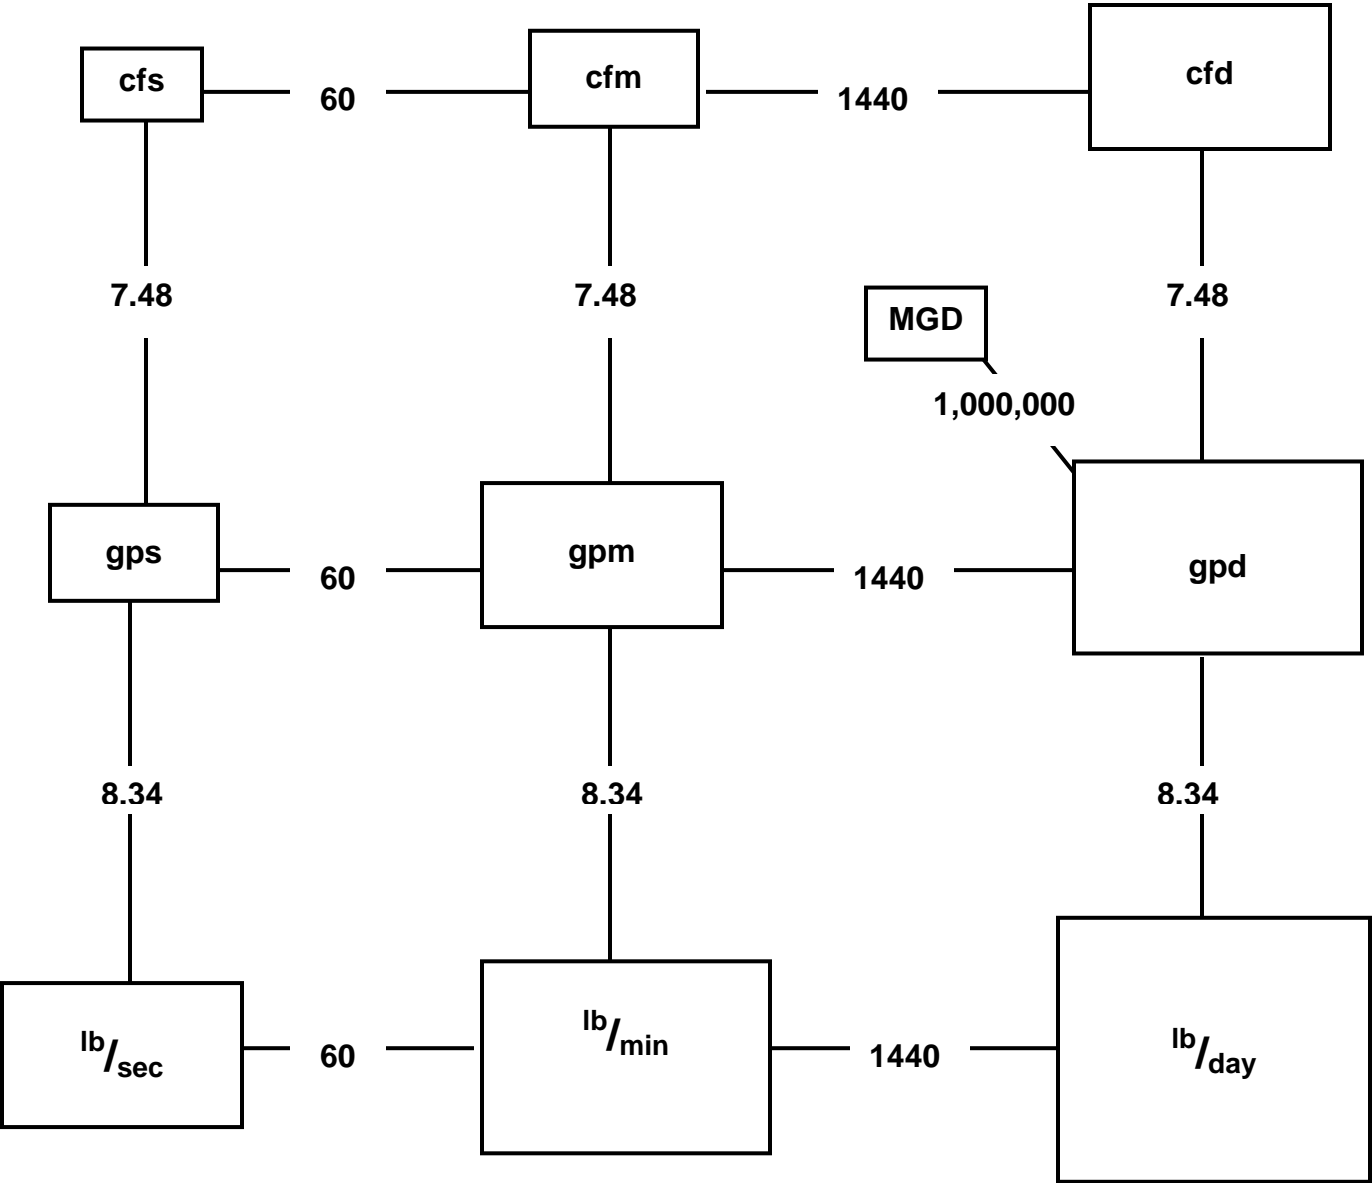 cfs
60
cfm
1440
cfd
7.48
7.48
MGD
7.48
1,000,000
gps
60
gpm
1440
gpd
8.34
8.34
8.34
lb/sec
60
lb/min
1440
lb/day